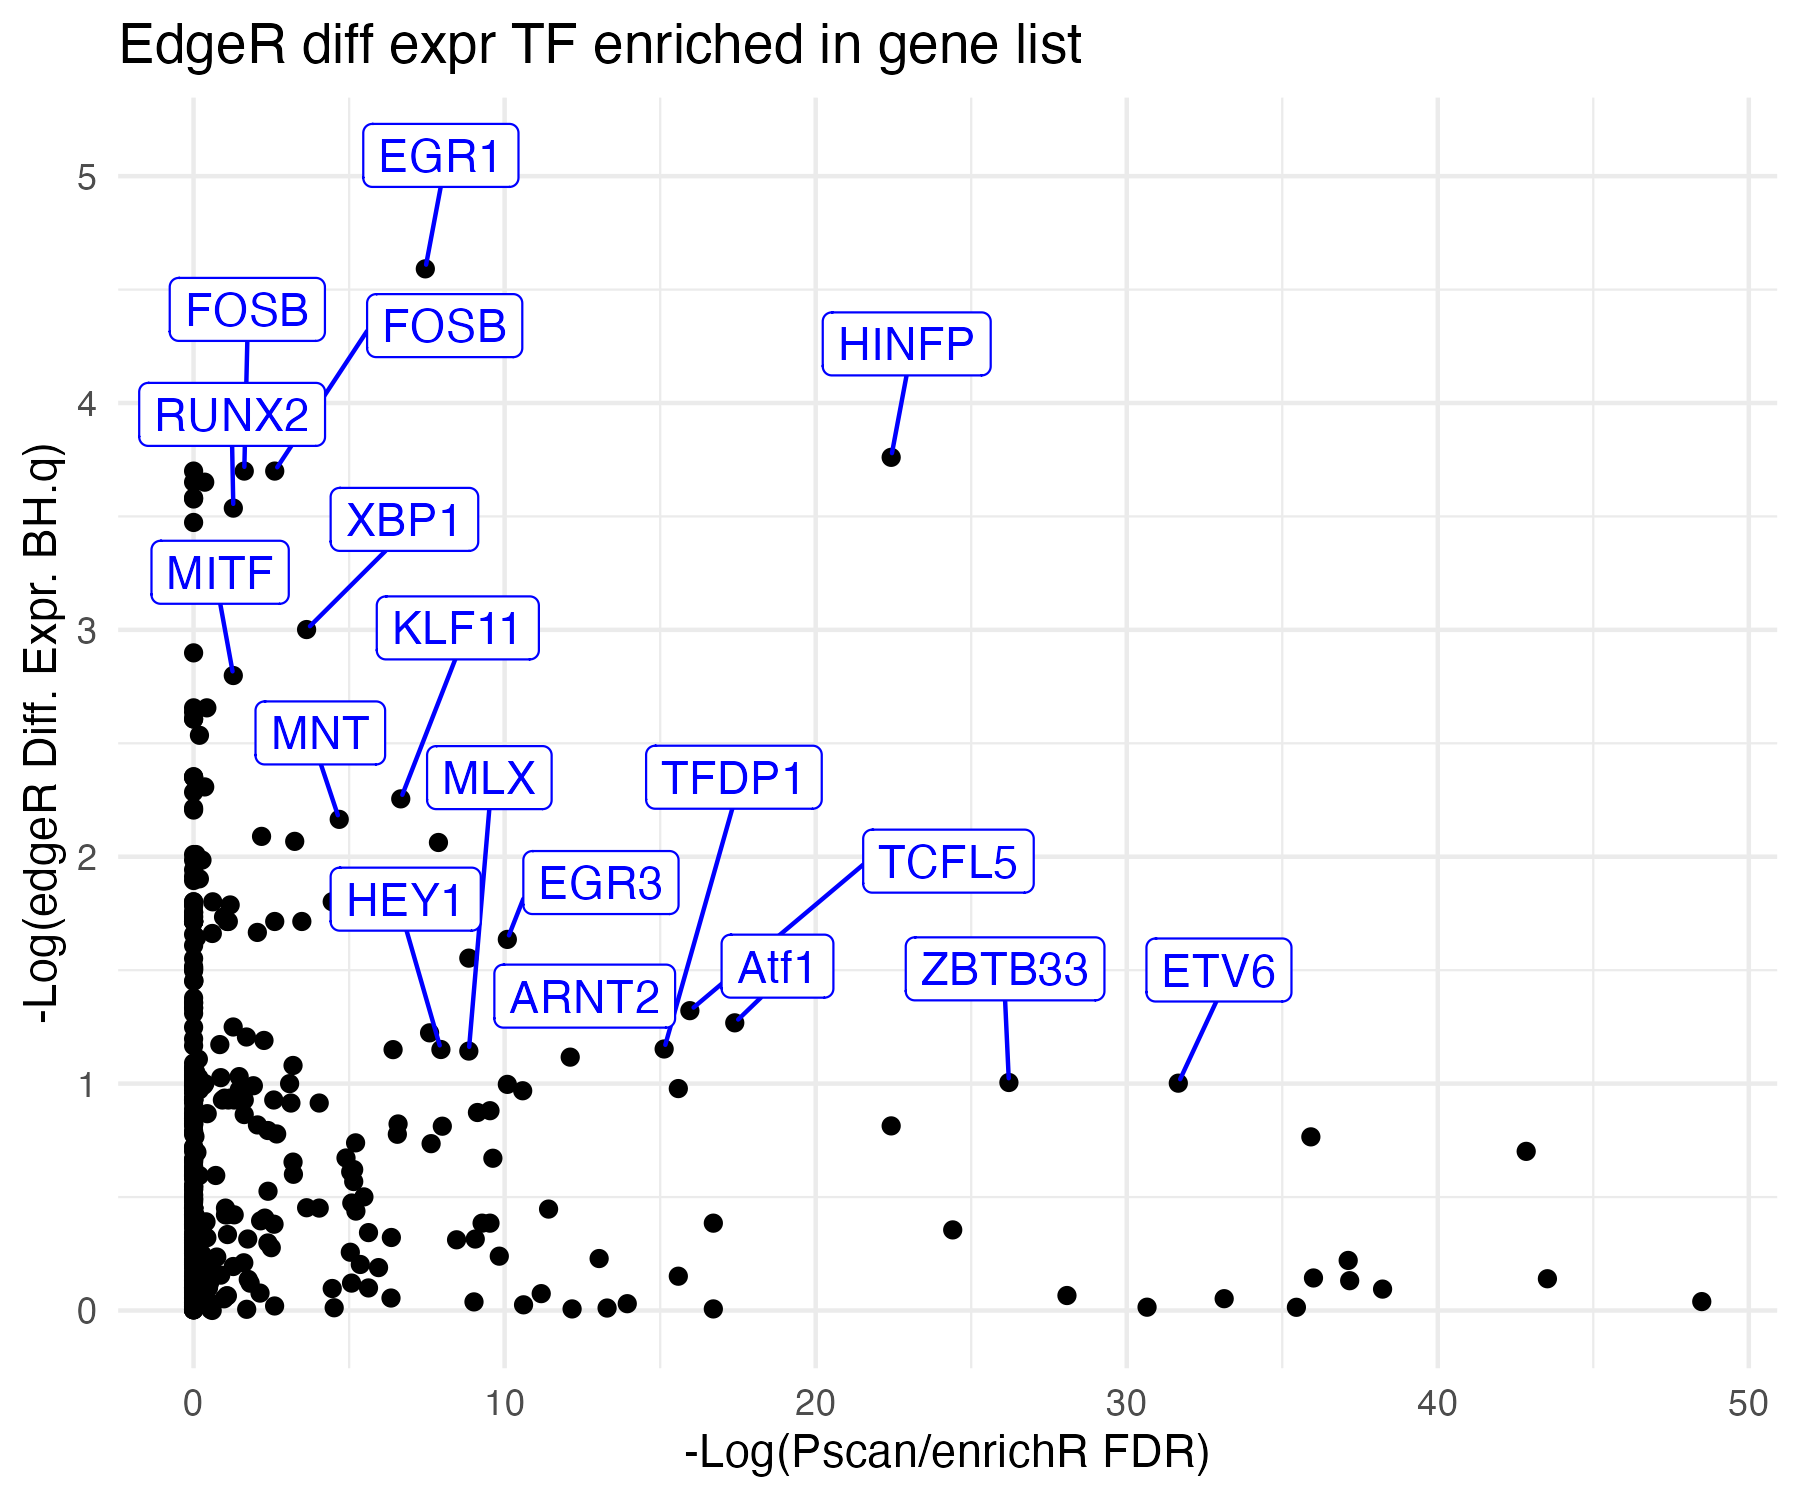 EdgeR diff expr TF enriched in gene list
EGR1
FOSB
FOSB
HINFP
RUNX2
XBP1
MITF
KLF11
MNT
MLX
TFDP1
TCFL5
EGR3
HEY1
Atf1
ZBTB33
ETV6
ARNT2
5
4
3
2
1
0
-Log(edgeR Diff. Expr. BH.q)
0 10 20 30 40 50
-Log(Pscan/enrichR FDR)